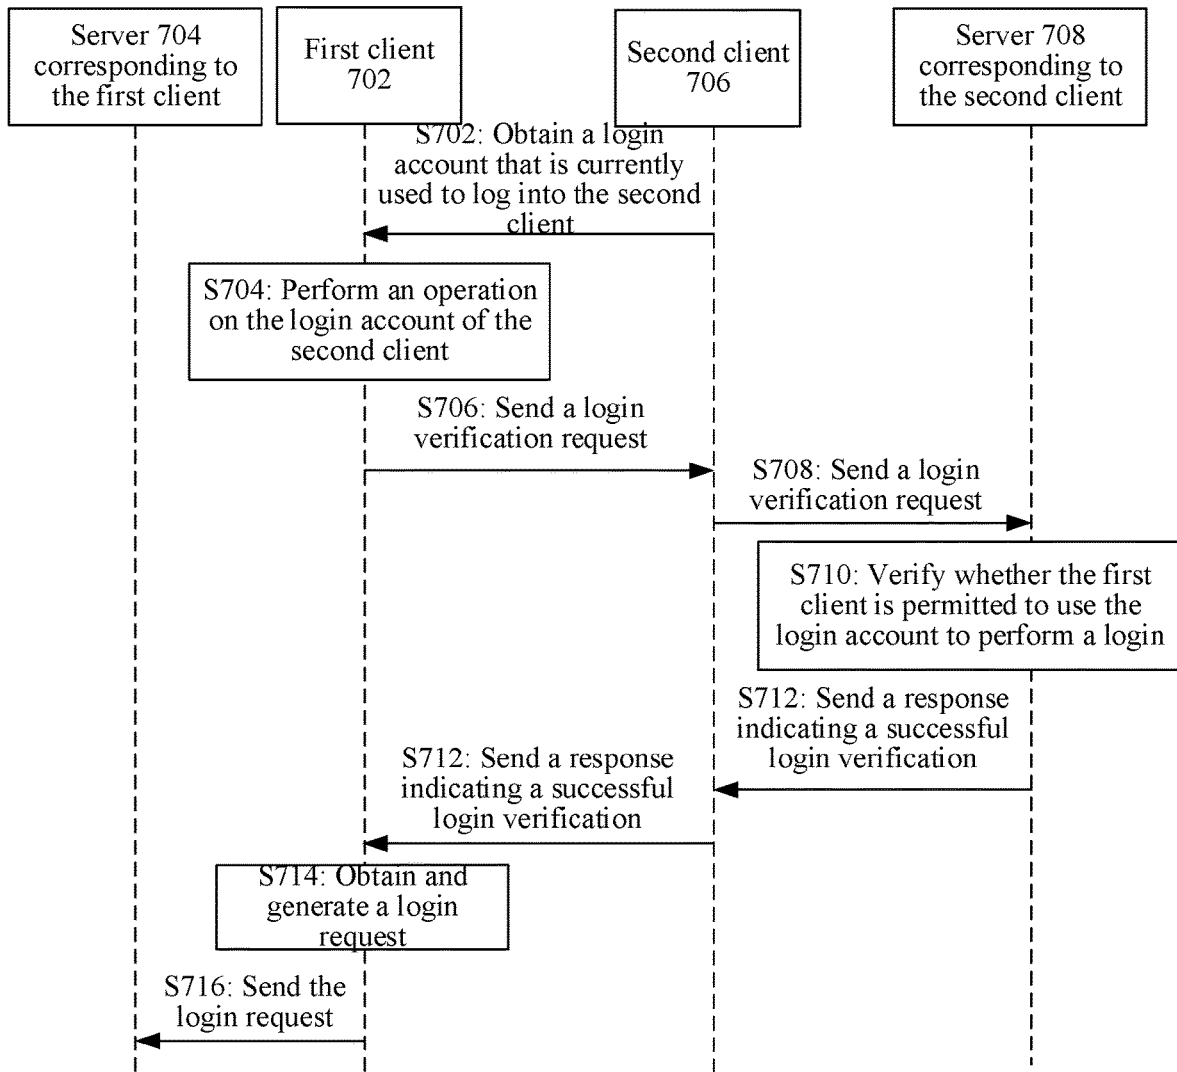 Server 704
corresponding to
the first client
First client
702
Second client
706
Server 708
corresponding to
the second client
S702: Obtain a login
account that is currently
used to log into the second
client
S704: Perform an operation
on the login account of the
second client
S706: Send a login
verification request
S708: Send a login
verification request
S710: Verify whether the first
client is permitted to use the
login account to perform a login
S712: Send a response
indicating a successful
login verification
S712: Send a response
indicating a successful
login verification
S714: Obtain and
generate a login
request
S716: Send the
login request